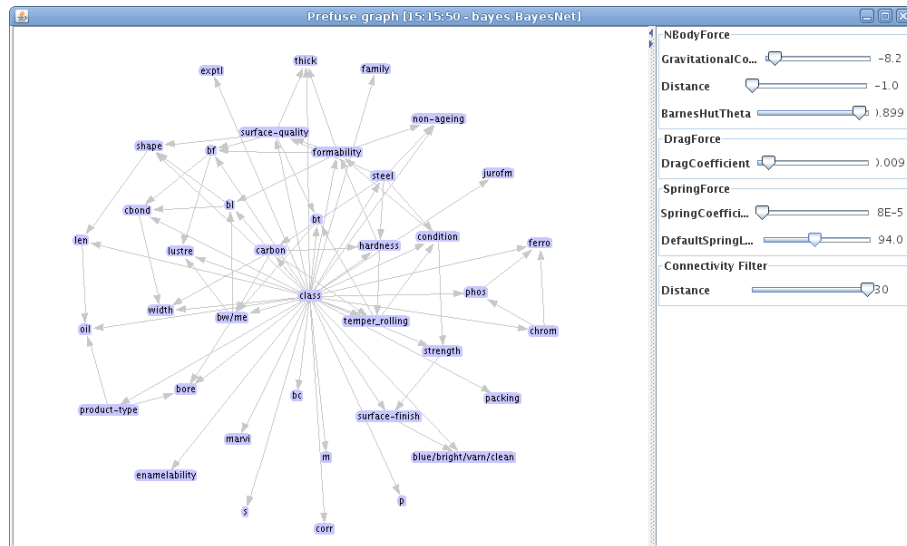 Prefuse graph [15:15:50 - bayes.BayesNet]
exptl
thick
family
non-ageing
surface-quality
shape
bf
formability
steel
jurofm
cbond
bl
bt
len
lustre
carbon
hardness
condition
ferro
class
phos
width
bw/me
temper_rolling
oil
chrom
strength
bore
bc
packing
product-type
surface-finish
marvi
m
blue/bright/varn/clean
enamelability
s
p
corr
NBodyForce
GravitationalCo... -8.2
Distance -1.0
BarnesHutTheta ).899
DragForce
DragCoefficient ).009
SpringForce
SpringCoeffici... 8E-5
DefaultSpringL... 94.0
Connectivity Filter
Distance 30